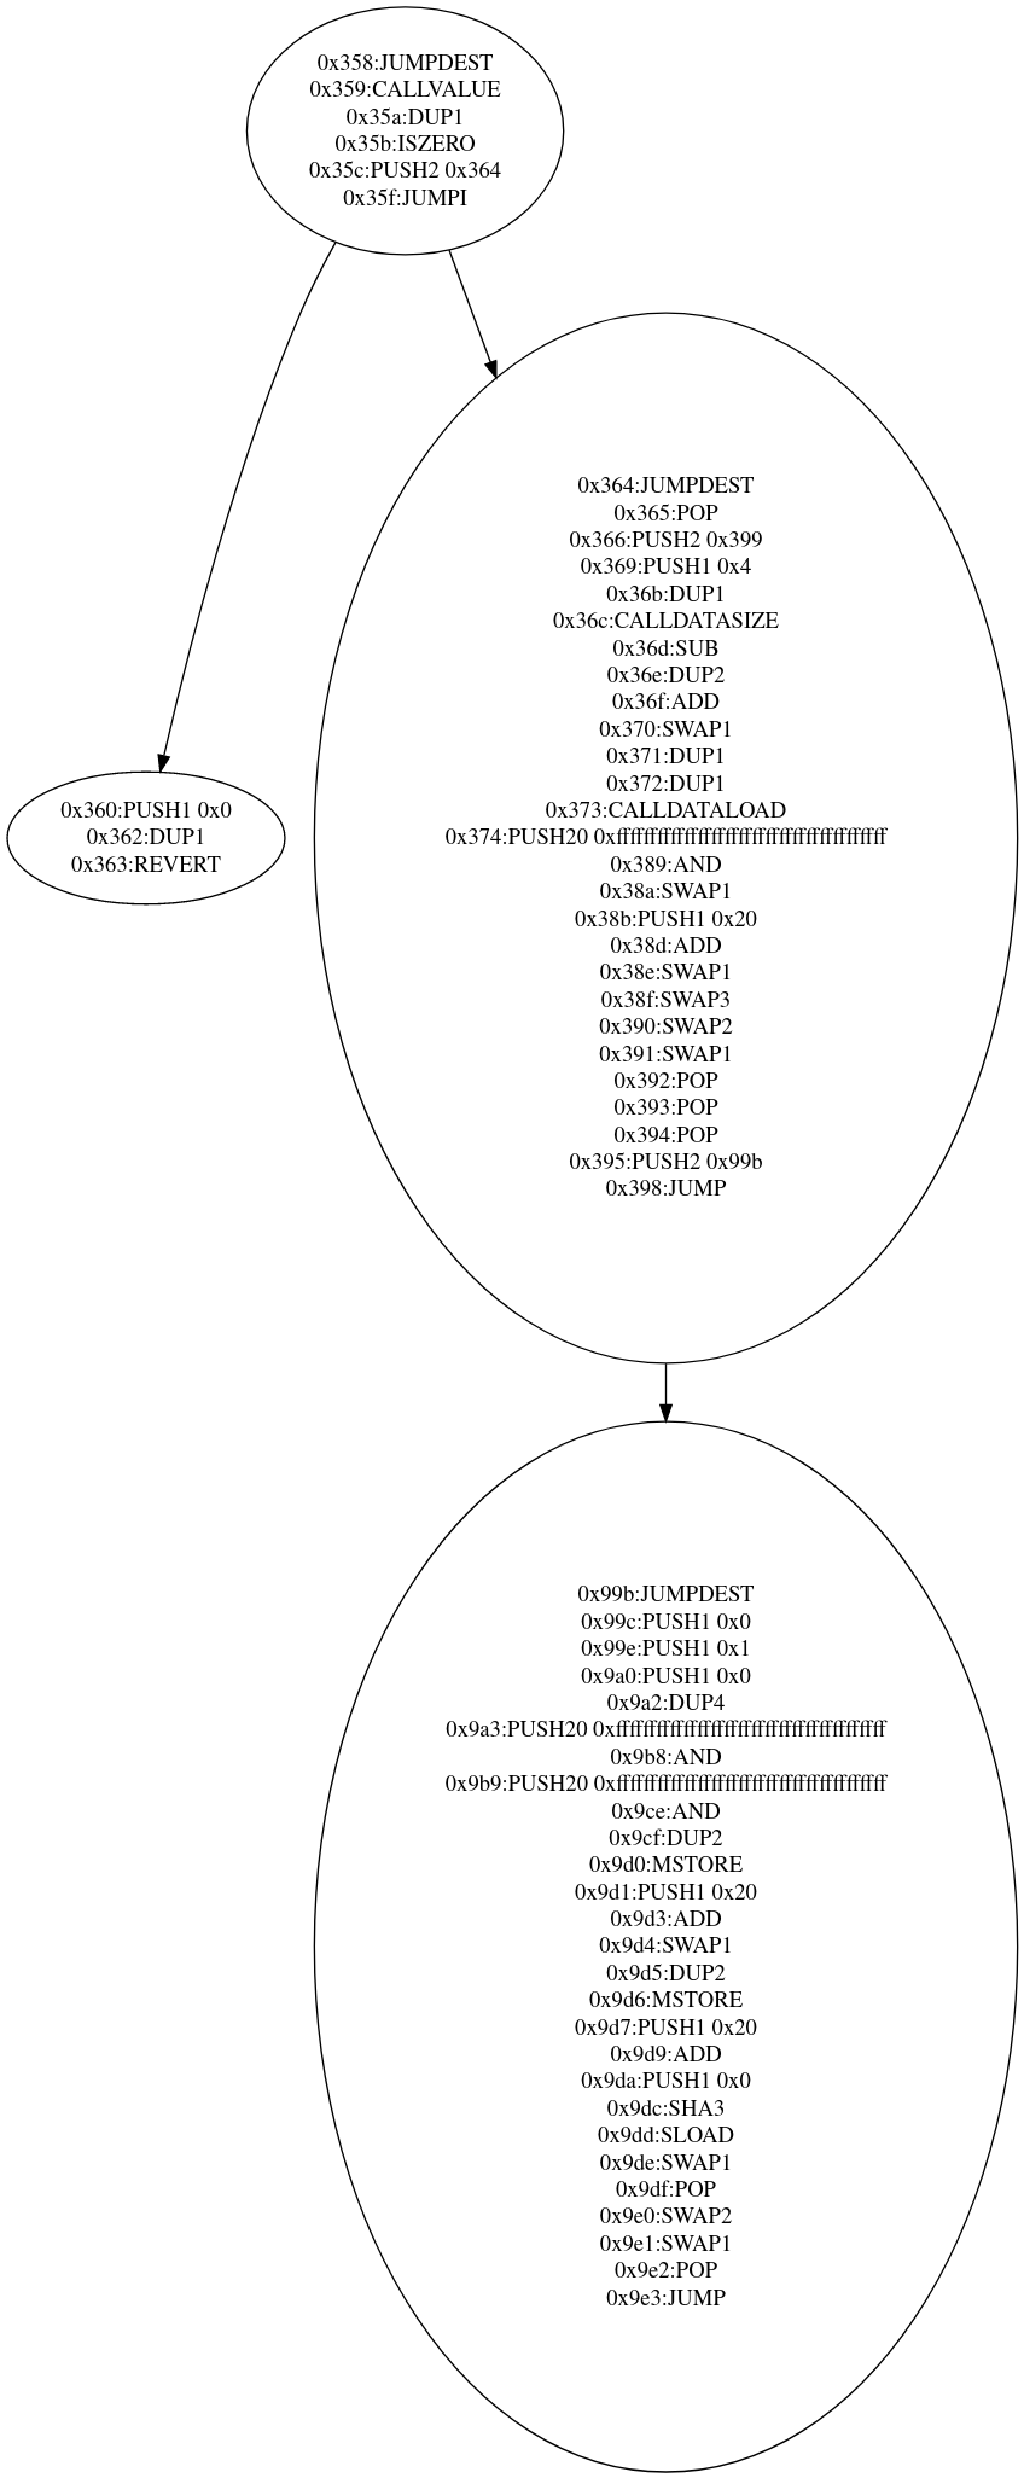 0x358:JUMPDEST
0x359:CALLVALUE
0x35a:DUP1
0x35b:ISZERO
0x35c:PUSH2 0x364
0x35f:JUMPI
0x360:PUSH1 0x0
0x362:DUP1
0x363:REVERT
0x364:JUMPDEST
0x365:POP
0x366:PUSH2 0x399
0x369:PUSH1 0x4
0x36b:DUP1
0x36c:CALLDATASIZE
0x36d:SUB
0x36e:DUP2
0x36f:ADD
0x370:SWAP1
0x371:DUP1
0x372:DUP1
0x373:CALLDATALOAD
0x374:PUSH20 0xffffffffffffffffffffffffffffffffffffffff
0x389:AND
0x38a:SWAP1
0x38b:PUSH1 0x20
0x38d:ADD
0x38e:SWAP1
0x38f:SWAP3
0x390:SWAP2
0x391:SWAP1
0x392:POP
0x393:POP
0x394:POP
0x395:PUSH2 0x99b
0x398:JUMP
0x99b:JUMPDEST
0x99c:PUSH1 0x0
0x99e:PUSH1 0x1
0x9a0:PUSH1 0x0
0x9a2:DUP4
0x9a3:PUSH20 0xffffffffffffffffffffffffffffffffffffffff
0x9b8:AND
0x9b9:PUSH20 0xffffffffffffffffffffffffffffffffffffffff
0x9ce:AND
0x9cf:DUP2
0x9d0:MSTORE
0x9d1:PUSH1 0x20
0x9d3:ADD
0x9d4:SWAP1
0x9d5:DUP2
0x9d6:MSTORE
0x9d7:PUSH1 0x20
0x9d9:ADD
0x9da:PUSH1 0x0
0x9dc:SHA3
0x9dd:SLOAD
0x9de:SWAP1
0x9df:POP
0x9e0:SWAP2
0x9e1:SWAP1
0x9e2:POP
0x9e3:JUMP